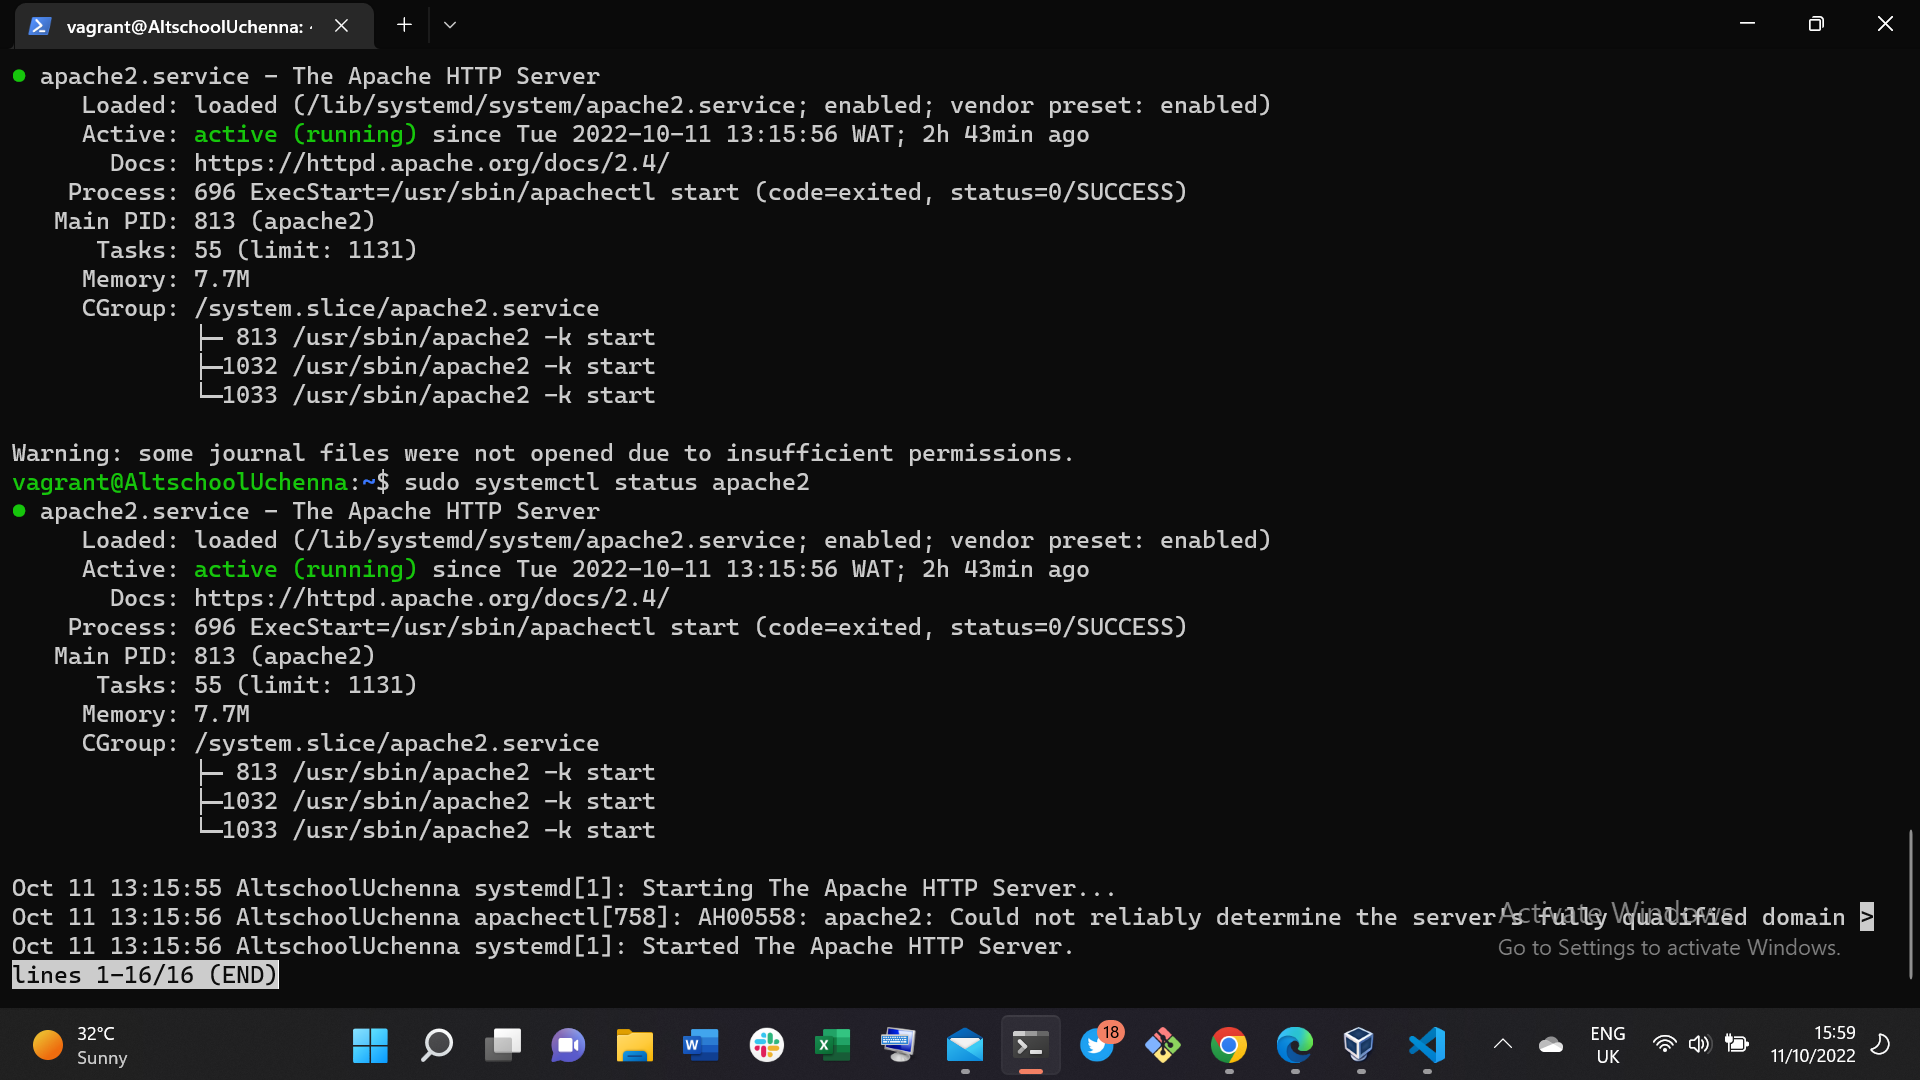 vagrant@AltschoolUchenna: ·
● apache2.service - The Apache HTTP Server
     Loaded: loaded (/lib/systemd/system/apache2.service; enabled; vendor preset: enabled)
     Active: active (running) since Tue 2022-10-11 13:15:56 WAT; 2h 43min ago
       Docs: https://httpd.apache.org/docs/2.4/
    Process: 696 ExecStart=/usr/sbin/apachectl start (code=exited, status=0/SUCCESS)
   Main PID: 813 (apache2)
      Tasks: 55 (limit: 1131)
     Memory: 7.7M
     CGroup: /system.slice/apache2.service
             ├─ 813 /usr/sbin/apache2 -k start
             ├─1032 /usr/sbin/apache2 -k start
             └─1033 /usr/sbin/apache2 -k start
Warning: some journal files were not opened due to insufficient permissions.
vagrant@AltschoolUchenna:~$ sudo systemctl status apache2
● apache2.service - The Apache HTTP Server
     Loaded: loaded (/lib/systemd/system/apache2.service; enabled; vendor preset: enabled)
     Active: active (running) since Tue 2022-10-11 13:15:56 WAT; 2h 43min ago
       Docs: https://httpd.apache.org/docs/2.4/
    Process: 696 ExecStart=/usr/sbin/apachectl start (code=exited, status=0/SUCCESS)
   Main PID: 813 (apache2)
      Tasks: 55 (limit: 1131)
     Memory: 7.7M
     CGroup: /system.slice/apache2.service
             ├─ 813 /usr/sbin/apache2 -k start
             ├─1032 /usr/sbin/apache2 -k start
             └─1033 /usr/sbin/apache2 -k start
Oct 11 13:15:55 AltschoolUchenna systemd[1]: Starting The Apache HTTP Server...
Oct 11 13:15:56 AltschoolUchenna apachectl[758]: AH00558: apache2: Could not reliably determine the server's fully qualified domain >
Oct 11 13:15:56 AltschoolUchenna systemd[1]: Started The Apache HTTP Server.
lines 1-16/16 (END)
Activate Windows
Go to Settings to activate Windows.
32°C
Sunny
18
ENG
UK
15:59
11/10/2022